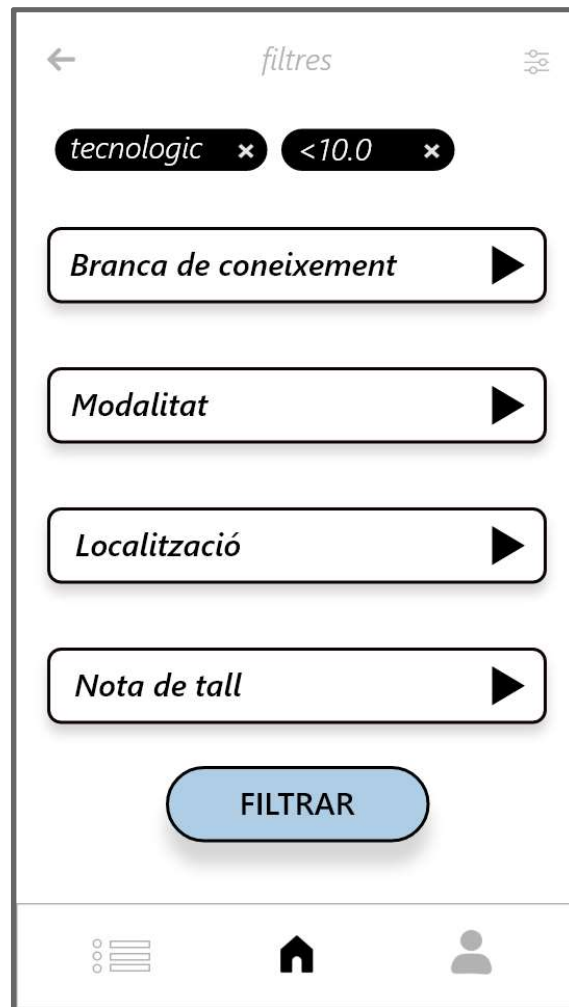 filtres
tecnologic × <10.0 ×
Branca de coneixement
Modalitat
Localització
Nota de tall
FILTRAR